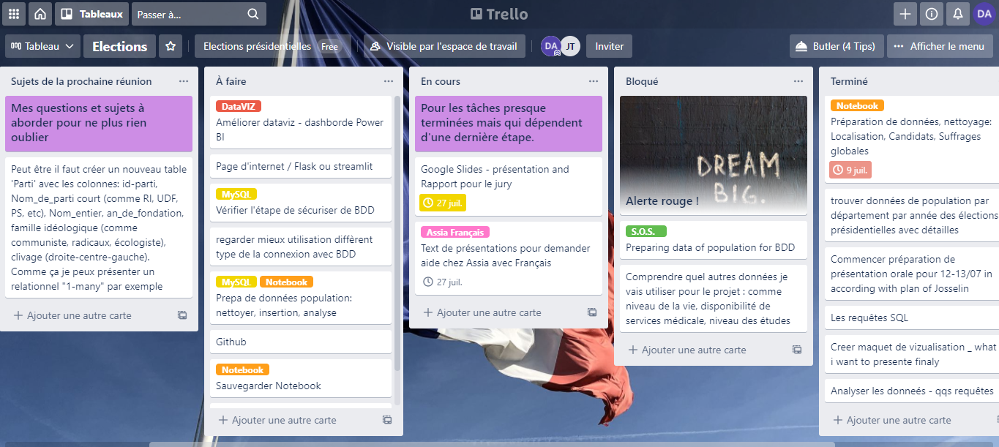 Tableaux
Passer à...
Trello
DA
Tableau
Elections
Elections présidentielles Free
Visible par l'espace de travail
DA JT
Inviter
Butler (4 Tips)
Afficher le menu
Sujets de la prochaine réunion
Mes questions et sujets à
aborder pour ne plus rien
oublier
Peut être il faut créer un nouveau table
'Parti' avec les colonnes: id-parti,
Nom_de_parti court (comme RI, UDF,
PS, etc), Nom_entier, an_de_fondation,
famille idéologique (comme
communiste, radicaux, écologiste),
clivage (droite-centre-gauche).
Comme ça je peux présenter un
relationnel "1-many" par exemple
Ajouter une autre carte
À faire
DataVIZ
Améliorer dataviz - dashborde Power
BI
Page d'internet / Flask ou streamlit
MySQL
Vérifier l'étape de sécuriser de BDD
regarder mieux utilisation diffèrent
type de la connexion avec BDD
MySQL Notebook
Prepa de données population:
nettoyer, insertion, analyse
Github
Notebook
Sauvegarder Notebook
Ajouter une autre carte
En cours
Pour les tâches presque
terminées mais qui dépendent
d'une dernière étape.
Google Slides - présentation and
Rapport pour le jury
27 juil.
Assia Français
Text de présentations pour demander
aide chez Assia avec Français
27 juil.
Ajouter une autre carte
Bloqué
DREAM
BIG.
Alerte rouge !
S.O.S.
Preparing data of population for BDD
Comprendre quel autres données je
vais utiliser pour le projet : comme
niveau de la vie, disponibilité de
services médicale, niveau des études
Ajouter une autre carte
Terminé
Notebook
Préparation de données, nettoyage:
Localisation, Candidats, Suffrages
globales
9 juil.
trouver données de population par
département par année des élections
présidentielles avec détailles
Commencer préparation de
présentation orale pour 12-13/07 in
according with plan of Josselin
Les requêtes SQL
Creer maquet de vizualisation _ what
i want to presente finaly
Analyser les donneés - qqs requêtes
Ajouter une autre carte